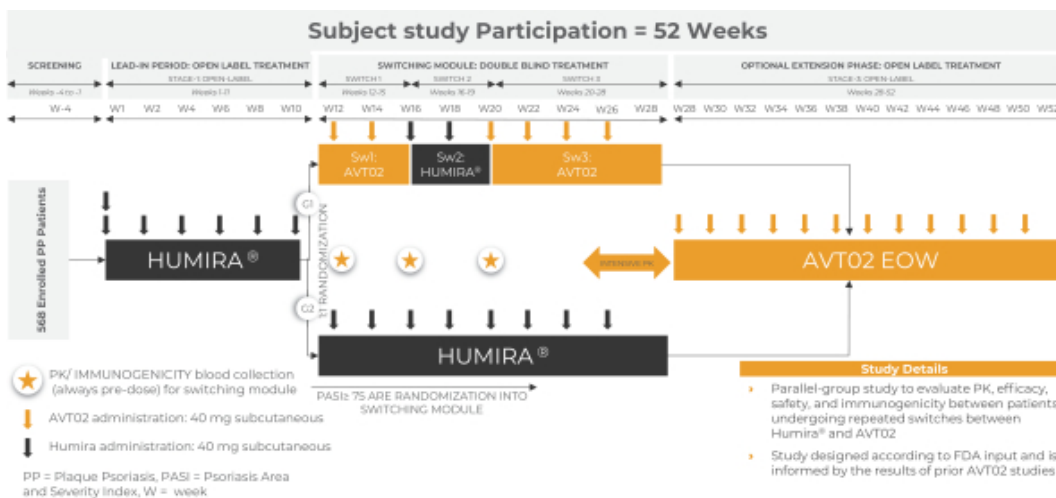 Subject study Participation = 52 Weeks
SCREENING
LEAD-IN PERIOD: OPEN LABEL TREATMENT
SWITCHING MODULE: DOUBLE BLIND TREATMENT
OPTIONAL EXTENSION PHASE: OPEN LABEL TREATMENT
STAGE-1: OPEN-LABEL
SWITCH 1
SWITCH 2
SWITCH 3
STAGE-3: OPEN-LABEL
Weeks -4 to -1
Weeks 1-11
Weeks 12-15
Weeks 16-19
Weeks 20-28
Weeks 28-52
W-4
W1 W2 W4 W6 W8 W10
W12 W14 W16 W18 W20 W22 W24 W26 W28
W28 W30 W32 W34 W36 W38 W40 W42 W44 W46 W48 W50 W52
Sw1:
AVT02
Sw2:
HUMIRA®
Sw3:
AVT02
568 Enrolled PP Patients
HUMIRA ®
G1
1:1 RANDOMIZATION
G2
INTENSIVE PK
AVT02 EOW
HUMIRA ®
PASI≥ 75 ARE RANDOMIZATION INTO
SWITCHING MODULE
PK/ IMMUNOGENICITY blood collection
(always pre-dose) for switching module
AVT02 administration: 40 mg subcutaneous
Humira administration: 40 mg subcutaneous
PP = Plaque Psoriasis, PASI = Psoriasis Area
and Severity Index, W = week
Study Details
› Parallel-group study to evaluate PK, efficacy,
safety, and immunogenicity between patients
undergoing repeated switches between
Humira® and AVT02
› Study designed according to FDA input and is
informed by the results of prior AVT02 studies